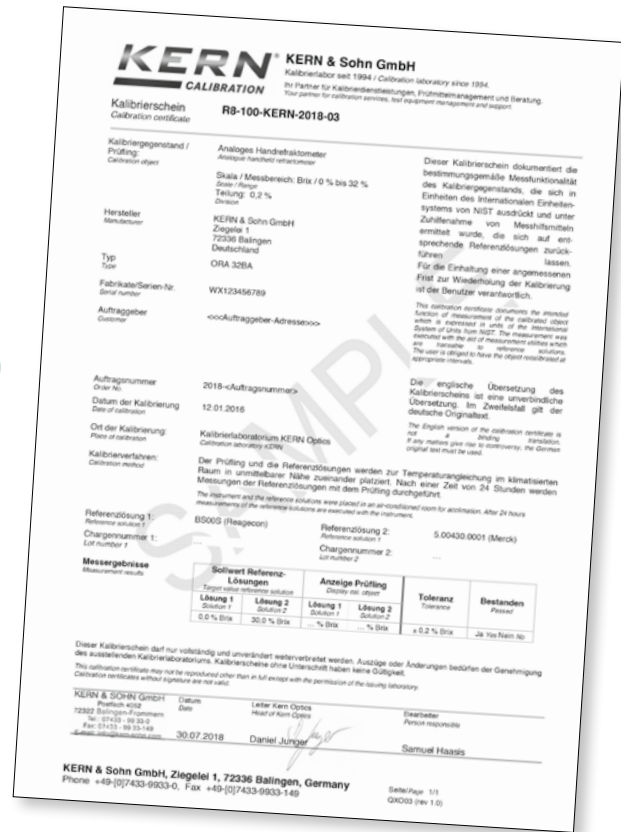 KERN
CALIBRATION
KERN & Sohn GmbH
Kalibrierlabor seit 1994 / Calibration laboratory since 1994.
Ihr Partner für Kalibrierdienstleistungen, Prüfmittelmanagement und Beratung.
Your partner for calibration services, test equipment management and support.
Kalibrierschein
Calibration certificate
R8-100-KERN-2018-03
Kalibriergegenstand /
Prüfling:
Calibration object
Analoges Handrefraktometer
Analogue handheld refractometer
Skala / Messbereich: Brix / 0 % bis 32 %
Scale / Range
Teilung: 0,2 %
Division
Hersteller
Manufacturer
KERN & Sohn GmbH
Ziegelei 1
72336 Balingen
Deutschland
Typ
Type
ORA 32BA
Fabrikate/Serien-Nr.
Serial number
WX123456789
Auftraggeber
Customer
<<<Auftraggeber-Adresse>>>
Dieser Kalibrierschein dokumentiert die
bestimmungsgemäße Messfunktionalität
des Kalibriergegenstands, die sich in
Einheiten des Internationalen Einheiten-
systems von NIST ausdrückt und unter
Zuhilfenahme von Messhilfsmitteln
ermittelt wurde, die sich auf ent-
sprechende Referenzlösungen zurück-
führen lassen.
Für die Einhaltung einer angemessenen
Frist zur Wiederholung der Kalibrierung
ist der Benutzer verantwortlich.
This calibration certificate documents the intended
function of measurement of the calibrated object
which is expressed in units of the International
System of Units from NIST. The measurement was
executed with the aid of measurement utilities which
are traceable to reference solutions.
The user is obliged to have the object recalibrated at
appropriate intervals.
Auftragsnummer
Order No.
2018-<Auftragsnummer>
Datum der Kalibrierung
Date of calibration
12.01.2016
Ort der Kalibrierung:
Place of calibration
Kalibrierlaboratorium KERN Optics
Calibration laboratory KERN
Die englische Übersetzung des
Kalibrierscheins ist eine unverbindliche
Übersetzung. Im Zweifelsfall gilt der
deutsche Originaltext.
The English version of the calibration certificate is
not a binding translation.
If any matters give rise to controversy, the German
original text must be used.
Kalibrierverfahren:
Calibration method
Der Prüfling und die Referenzlösungen werden zur Temperaturangleichung im klimatisierten
Raum in unmittelbarer Nähe zueinander platziert. Nach einer Zeit von 24 Stunden werden
Messungen der Referenzlösungen mit dem Prüfling durchgeführt.
The instrument and the reference solutions were placed in an air-conditioned room for acclimation. After 24 hours
measurements of the reference solutions are executed with the instrument.
Referenzlösung 1:
Reference solution 1
BS00S (Reagecon)
Referenzlösung 2:
Reference solution 1
5.00430.0001 (Merck)
Chargennummer 1:
Lot number 1
....
Chargennummer 2:
Lot number 2
...
Messergebnisse
Measurement results
Sollwert Referenz-
Lösungen
Target value reference solution
Anzeige Prüfling
Display cal. object
Toleranz
Tolerance
Bestanden
Passed
Lösung 1
Solution 1
Lösung 2
Solution 2
Lösung 1
Solution 1
Lösung 2
Solution 2
0,0 % Brix
30,0 % Brix
... % Brix
... % Brix
± 0,2 % Brix
Ja Yes Nein No
Dieser Kalibrierschein darf nur vollständig und unverändert weiterverbreitet werden. Auszüge oder Änderungen bedürfen der Genehmigung
des ausstellenden Kalibrierlaboratoriums. Kalibrierscheine ohne Unterschrift haben keine Gültigkeit.
This calibration certificate may not be reproduced other than in full except with the permission of the issuing laboratory.
Calibration certificates without signature are not valid.
KERN & SOHN GmbH
Postfach 4052
72322 Balingen-Frommern
Tel.: 07433 - 99 33-0
Fax: 07433 - 99 33-149
E-mail: info@kern-sohn.com
Datum
Date
30.07.2018
Leiter Kern Optics
Head of Kern Optics
Daniel Junger
Bearbeiter
Person responsible
Samuel Haasis
KERN & Sohn GmbH, Ziegelei 1, 72336 Balingen, Germany
Phone +49-[0]7433-9933-0, Fax +49-[0]7433-9933-149
Seite/Page 1/1
QXO03 (rev 1.0)
SAMPLE